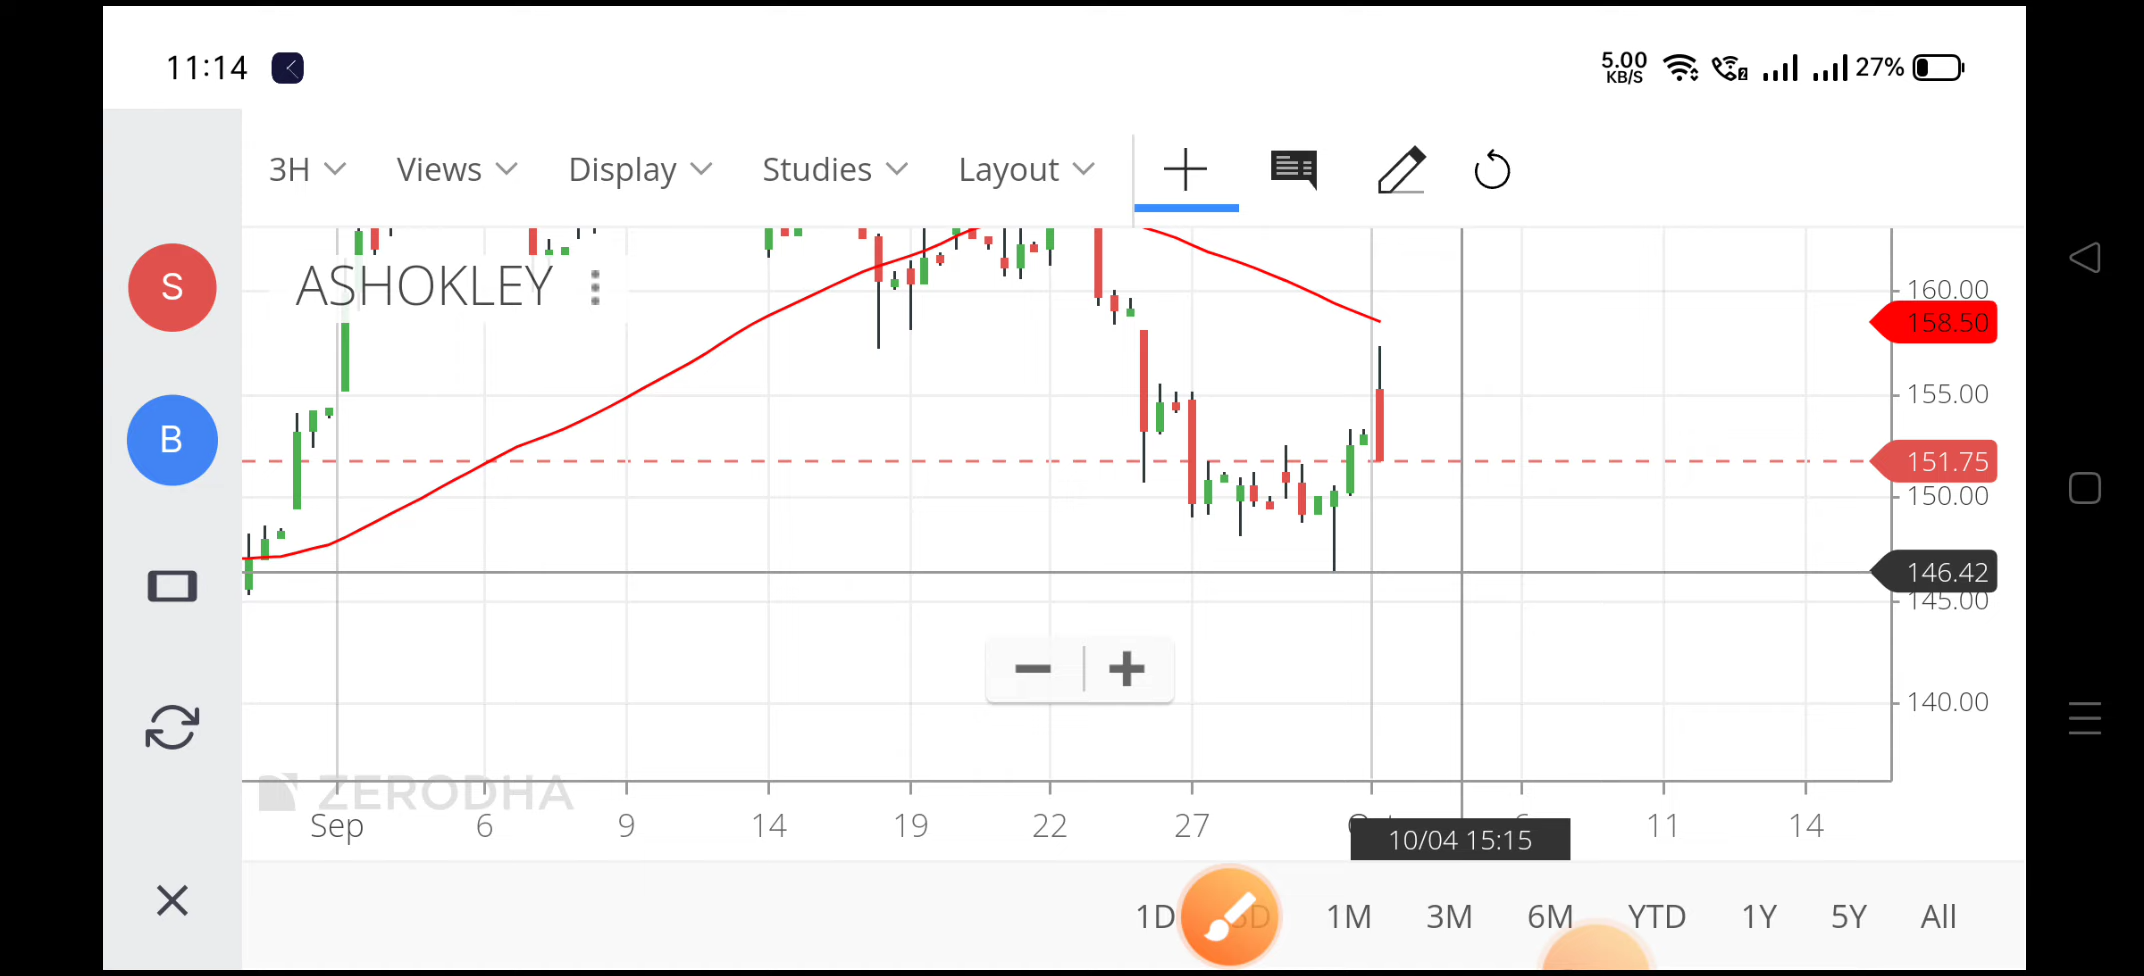 11:14
5.00
KB/S
2
27%
3H Views Display Studies Layout
S
ASHOKLEY
160.00
158.50
155.00
B
151.75
150.00
146.42
145.00
140.00
ZERODHA
Sep 6 9 14 19 22 27 11 14
10/04 15:15
1D 5D 1M 3M 6M YTD 1Y 5Y All